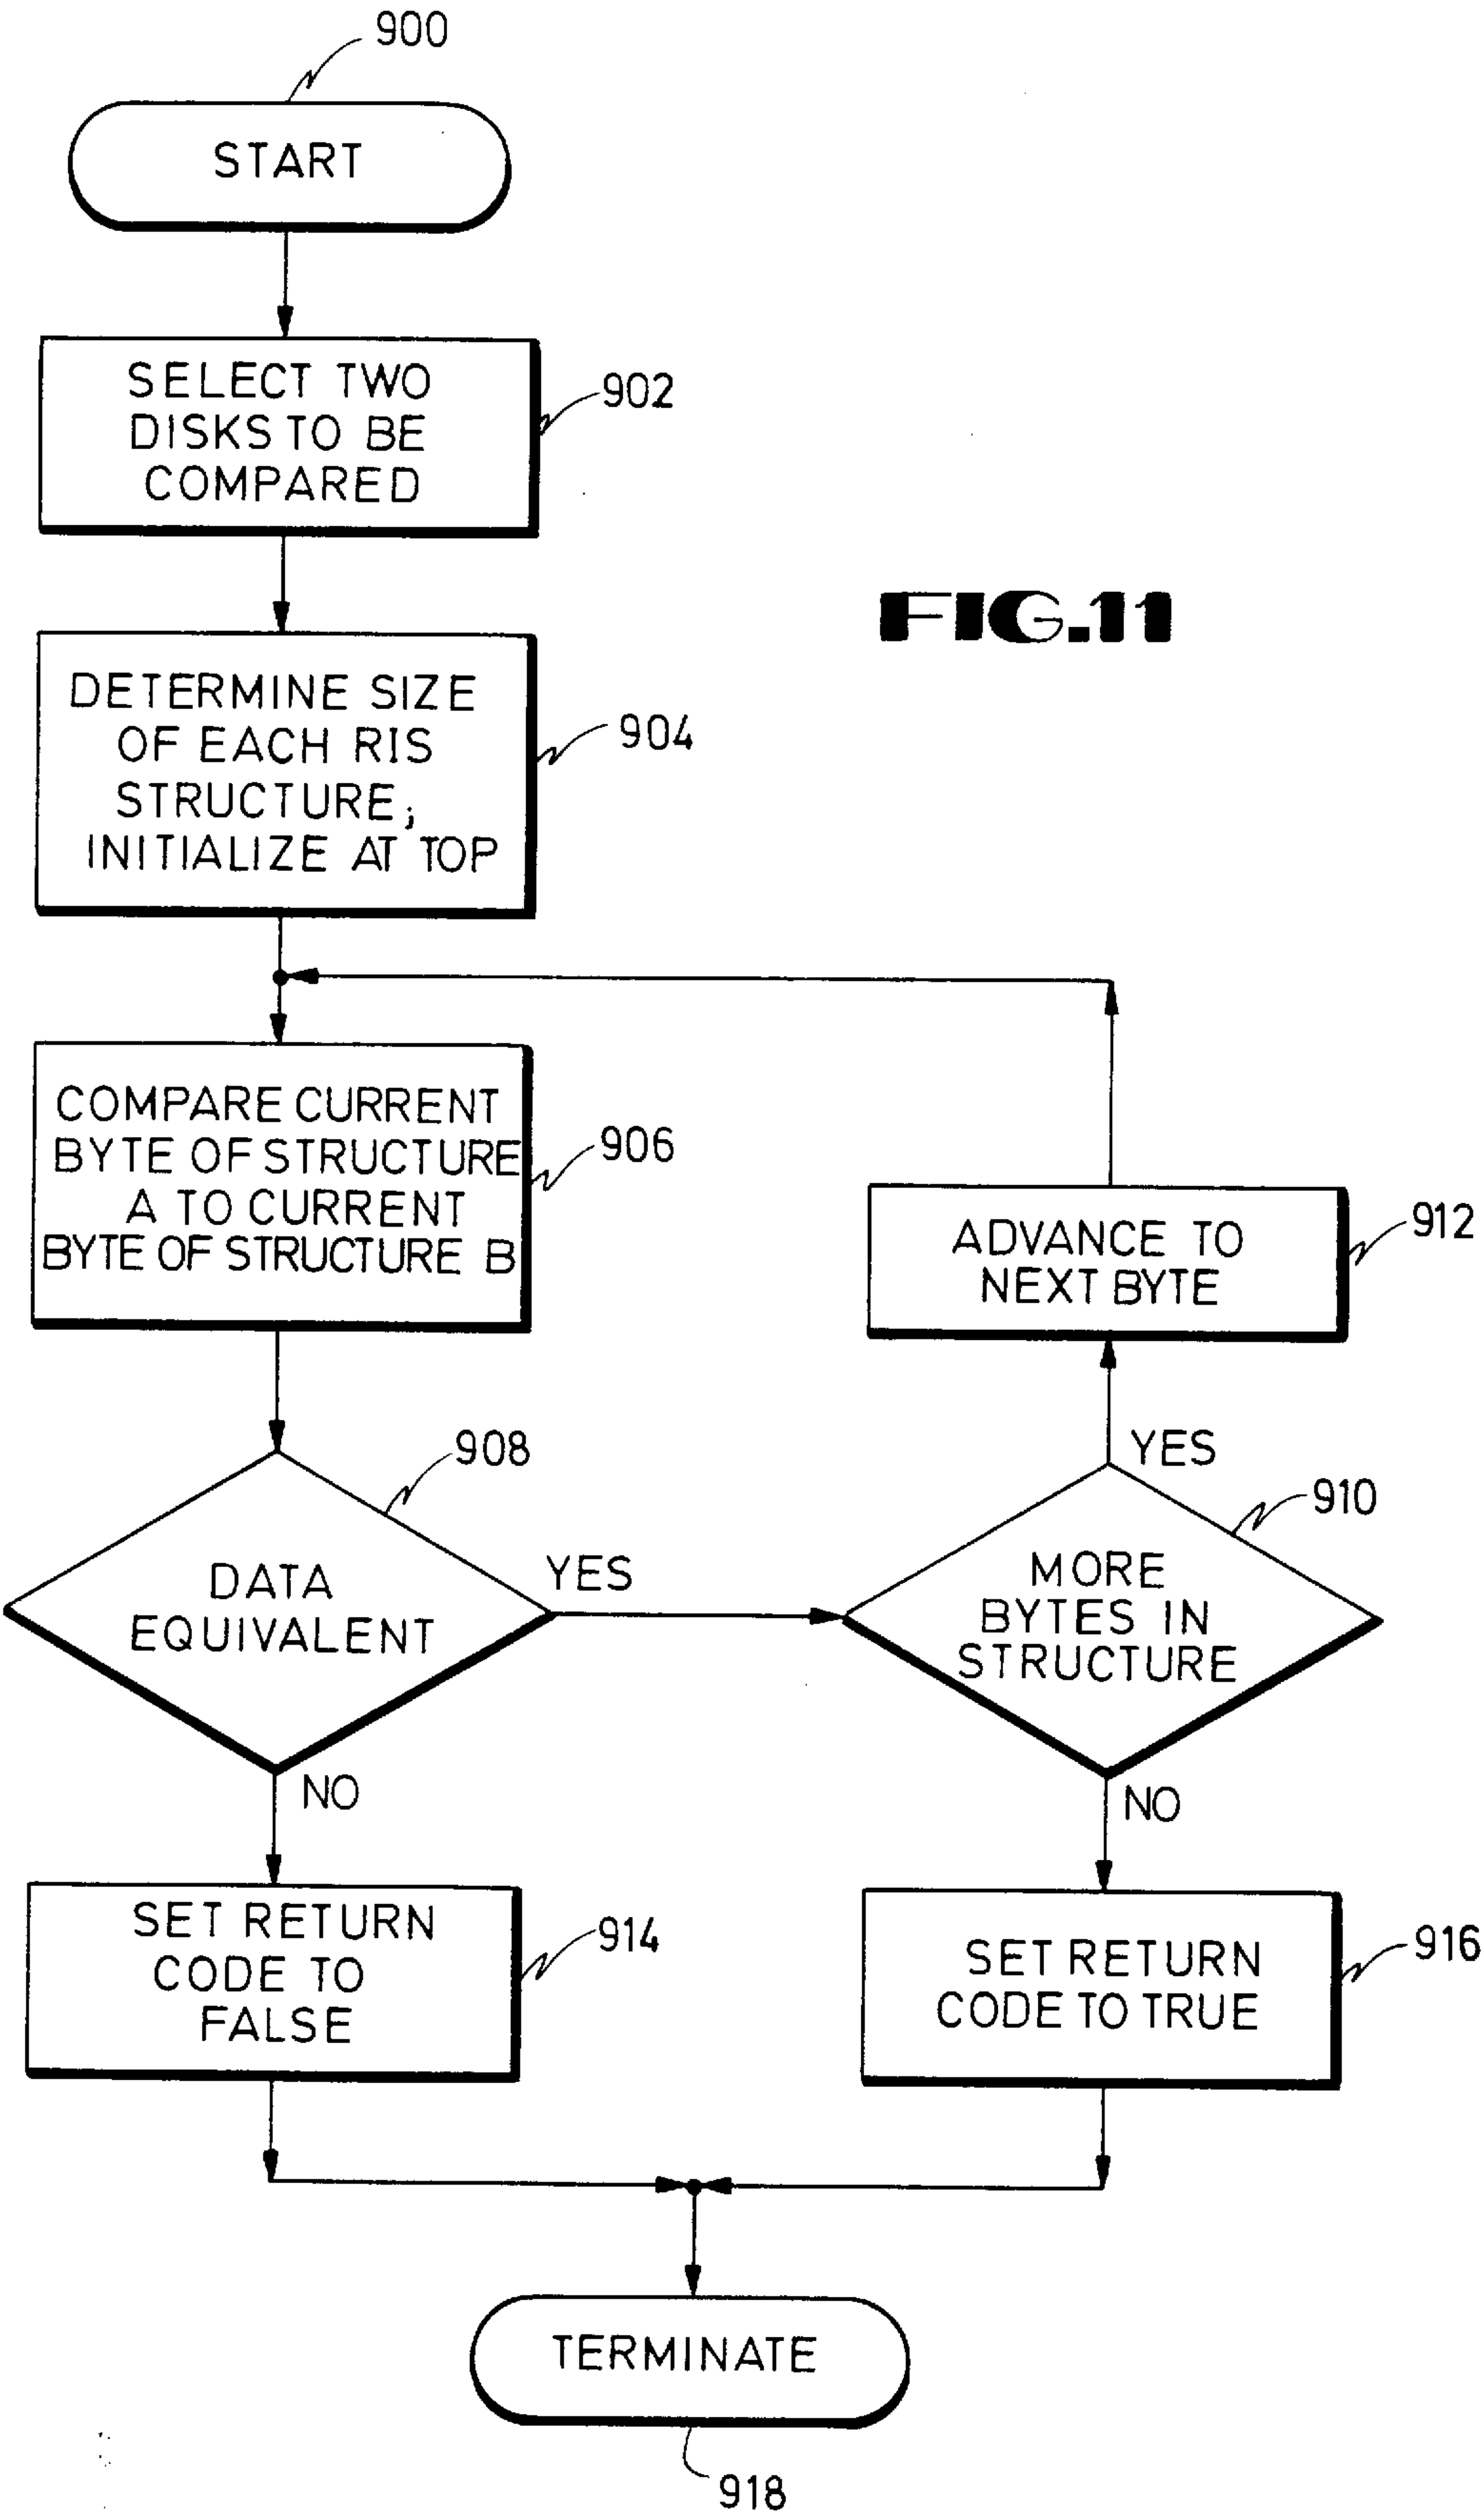 900
START
SELECT TWO
DISKS TO BE
COMPARED
902
FIG.11
DETERMINE SIZE
OF EACH RIS
STRUCTURE;
INITIALIZE AT TOP
904
COMPARE CURRENT
BYTE OF STRUCTURE
A TO CURRENT
BYTE OF STRUCTURE B
906
ADVANCE TO
NEXT BYTE
912
908
DATA
EQUIVALENT
YES
YES
910
MORE
BYTES IN
STRUCTURE
NO
NO
SET RETURN
CODE TO
FALSE
914
SET RETURN
CODE TO TRUE
916
TERMINATE
918